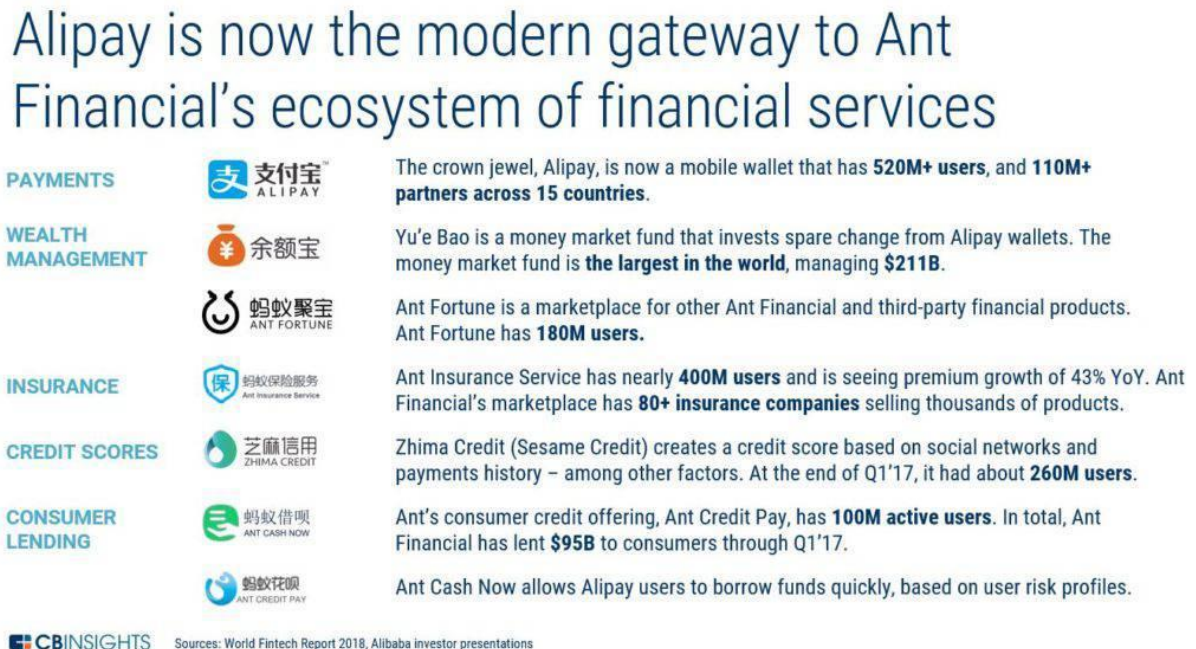 Alipay is now the modern gateway to Ant
Financial's ecosystem of financial services
PAYMENTS
支 支付宝™
ALIPAY
The crown jewel, Alipay, is now a mobile wallet that has 520M+ users, and 110M+
partners across 15 countries.
WEALTH
MANAGEMENT
¥ 余额宝
Yu'e Bao is a money market fund that invests spare change from Alipay wallets. The
money market fund is the largest in the world, managing $211B.
蚂蚁聚宝
ANT FORTUNE
Ant Fortune is a marketplace for other Ant Financial and third-party financial products.
Ant Fortune has 180M users.
INSURANCE
保 蚂蚁保险服务
Ant Insurance Service
Ant Insurance Service has nearly 400M users and is seeing premium growth of 43% YoY. Ant
Financial's marketplace has 80+ insurance companies selling thousands of products.
CREDIT SCORES
芝麻信用
ZHIMA CREDIT
Zhima Credit (Sesame Credit) creates a credit score based on social networks and
payments history – among other factors. At the end of Q1'17, it had about 260M users.
CONSUMER
LENDING
蚂蚁借呗
ANT CASH NOW
Ant's consumer credit offering, Ant Credit Pay, has 100M active users. In total, Ant
Financial has lent $95B to consumers through Q1'17.
蚂蚁花呗
ANT CREDIT PAY
Ant Cash Now allows Alipay users to borrow funds quickly, based on user risk profiles.
CBINSIGHTS
Sources: World Fintech Report 2018, Alibaba investor presentations